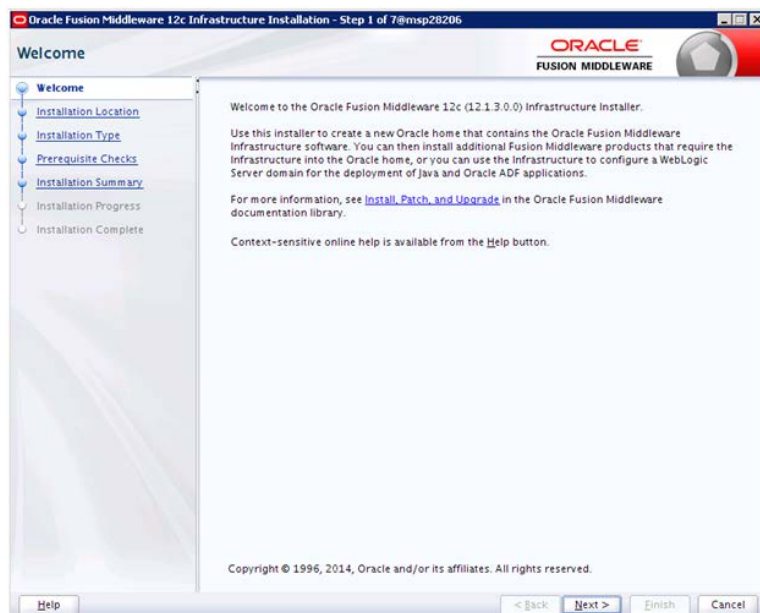 Oracle Fusion Middleware 12c Infrastructure Installation - Step 1 of 7@msp28206
Welcome
ORACLE
FUSION MIDDLEWARE
Welcome
Installation Location
Installation Type
Prerequisite Checks
Installation Summary
Installation Progress
Installation Complete
Welcome to the Oracle Fusion Middleware 12c (12.1.3.0.0) Infrastructure Installer.
Use this installer to create a new Oracle home that contains the Oracle Fusion Middleware
Infrastructure software. You can then install additional Fusion Middleware products that require the
Infrastructure into the Oracle home, or you can use the Infrastructure to configure a WebLogic
Server domain for the deployment of Java and Oracle ADF applications.
For more information, see Install, Patch, and Upgrade in the Oracle Fusion Middleware
documentation library.
Context-sensitive online help is available from the Help button.
Copyright © 1996, 2014, Oracle and/or its affiliates. All rights reserved.
Help
< Back
Next >
Finish
Cancel